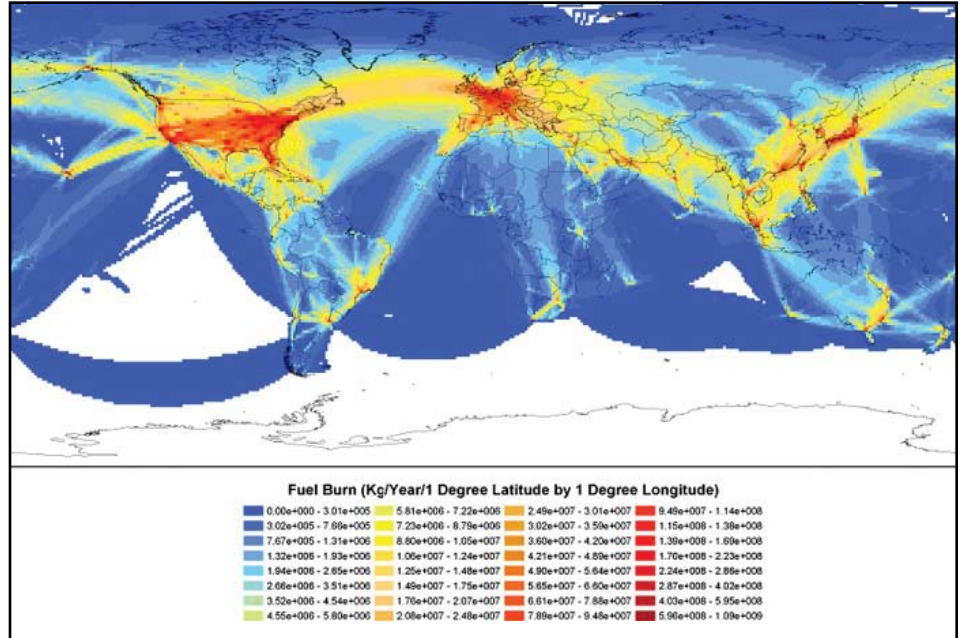 Fuel Burn (Kg/Year/1 Degree Latitude by 1 Degree Longitude)
0.00e+000 - 3.01e+005 5.81e+006 - 7.22e+006 2.49e+007 - 3.01e+007 9.49e+007 - 1.14e+008
3.02e+005 - 7.66e+005 7.23e+006 - 8.79e+006 3.02e+007 - 3.59e+007 1.15e+008 - 1.38e+008
7.67e+005 - 1.31e+006 8.80e+006 - 1.05e+007 3.60e+007 - 4.20e+007 1.39e+008 - 1.69e+008
1.32e+006 - 1.93e+006 1.06e+007 - 1.24e+007 4.21e+007 - 4.89e+007 1.70e+008 - 2.23e+008
1.94e+006 - 2.65e+006 1.25e+007 - 1.48e+007 4.90e+007 - 5.64e+007 2.24e+008 - 2.86e+008
2.66e+006 - 3.51e+006 1.49e+007 - 1.75e+007 5.65e+007 - 6.60e+007 2.87e+008 - 4.02e+008
3.52e+006 - 4.54e+006 1.76e+007 - 2.07e+007 6.61e+007 - 7.88e+007 4.03e+008 - 5.95e+008
4.55e+006 - 5.80e+006 2.08e+007 - 2.48e+007 7.89e+007 - 9.48e+007 5.96e+008 - 1.09e+009